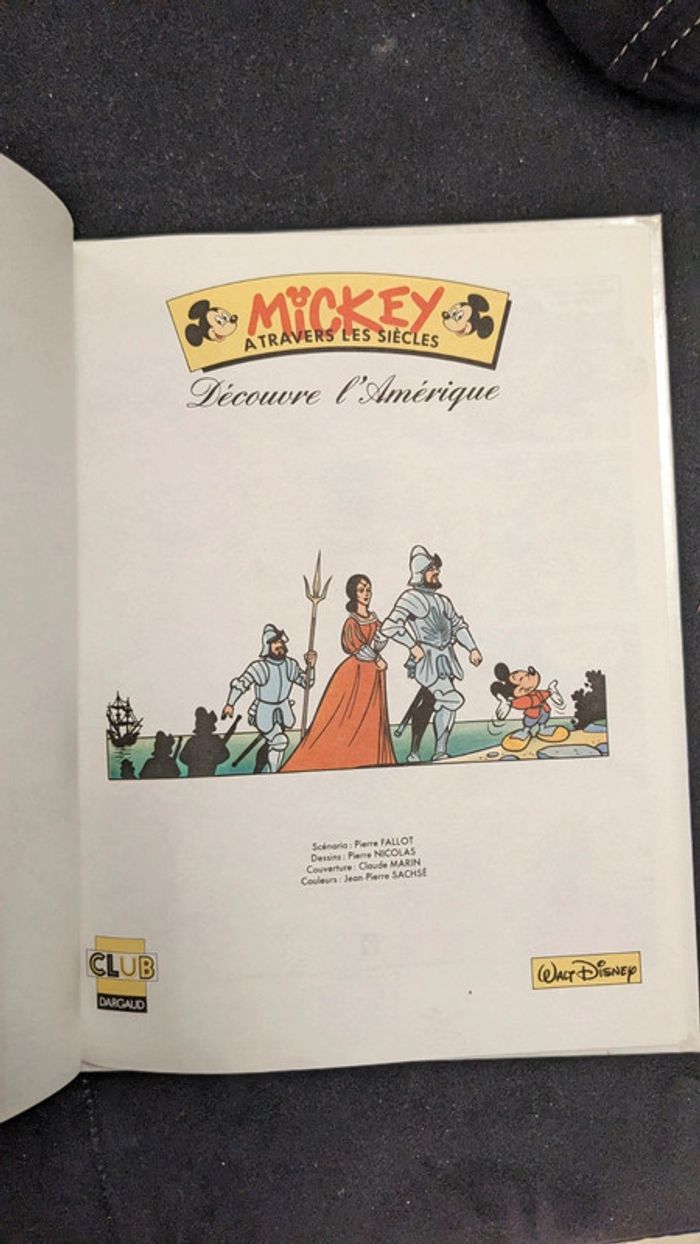 MiCKEY
A TRAVERS LES SIÈCLES
Découvre l'Amérique
Scénario : Pierre FALLOT
Dessins : Pierre NICOLAS
Couverture : Claude MARIN
Couleurs : Jean-Pierre SACHSÉ
CLUB
DARGAUD
WALT DISNEY